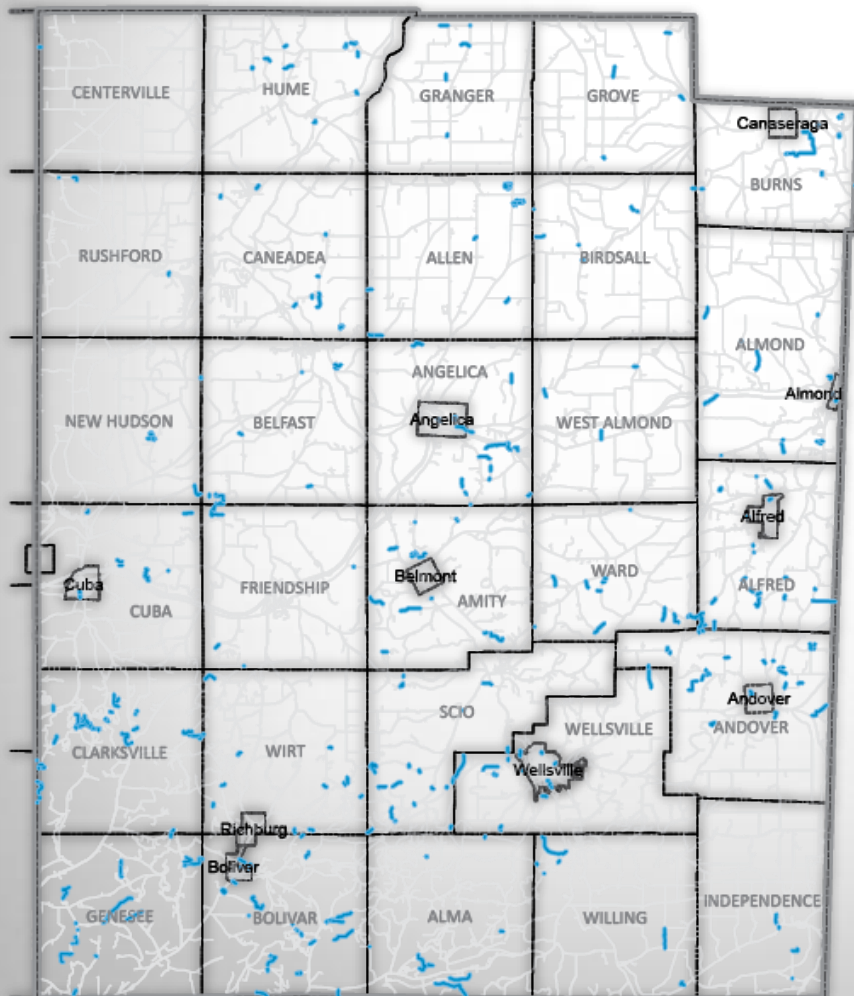 CENTERVILLE
HUME
GRANGER
GROVE
Canaseraga
BURNS
RUSHFORD
CANEADEA
ALLEN
BIRDSALL
ALMOND
Almond
ANGELICA
Angelica
NEW HUDSON
BELFAST
WEST ALMOND
Alfred
ALFRED
Cuba
CUBA
FRIENDSHIP
Belmont
AMITY
WARD
SCIO
WELLSVILLE
Wellsville
Andover
ANDOVER
CLARKSVILLE
WIRT
Richburg
Boliver
GENESEE
BOLIVAR
ALMA
WILLING
INDEPENDENCE